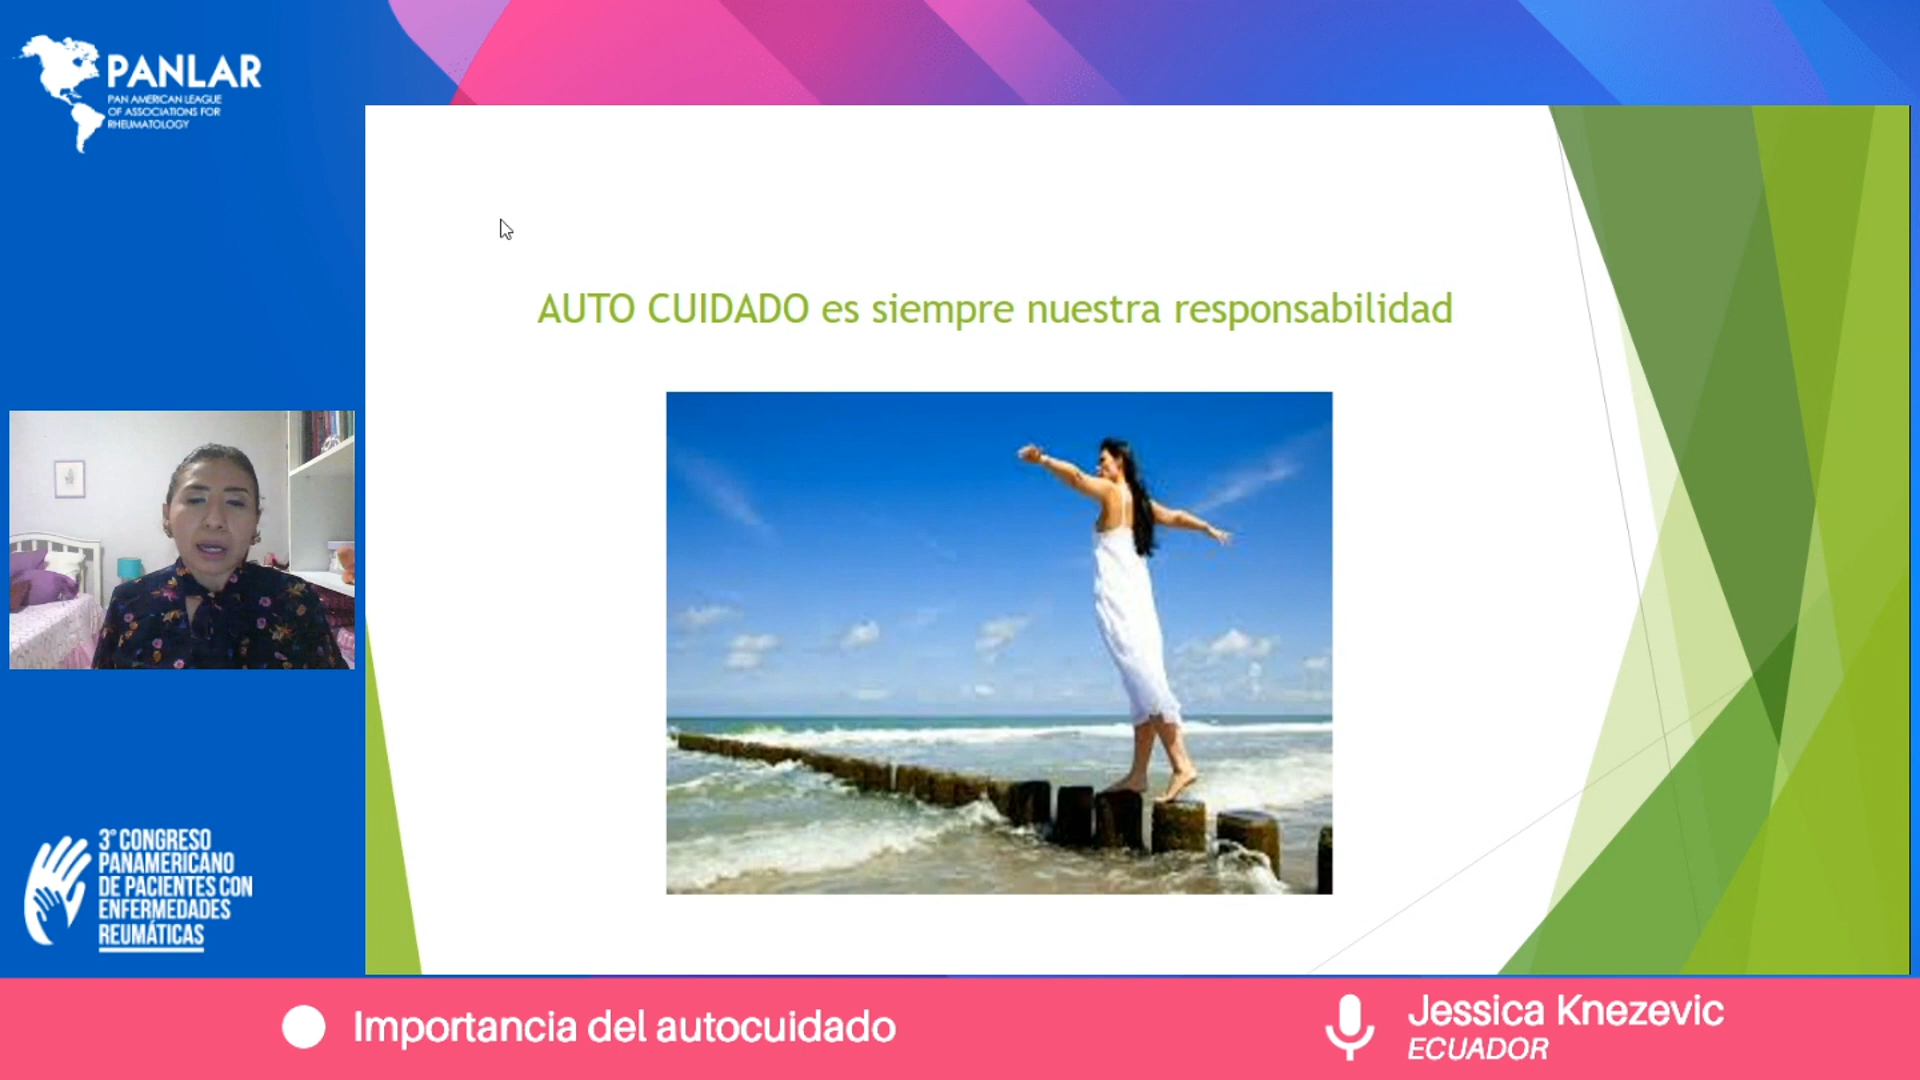 PANLAR
PAN AMERICAN LEAGUE
OF ASSOCIATIONS FOR
RHEUMATOLOGY
AUTO CUIDADO es siempre nuestra responsabilidad
3° CONGRESO
PANAMERICANO
DE PACIENTES CON
ENFERMEDADES
REUMÁTICAS
Importancia del autocuidado
Jessica Knezevic
ECUADOR